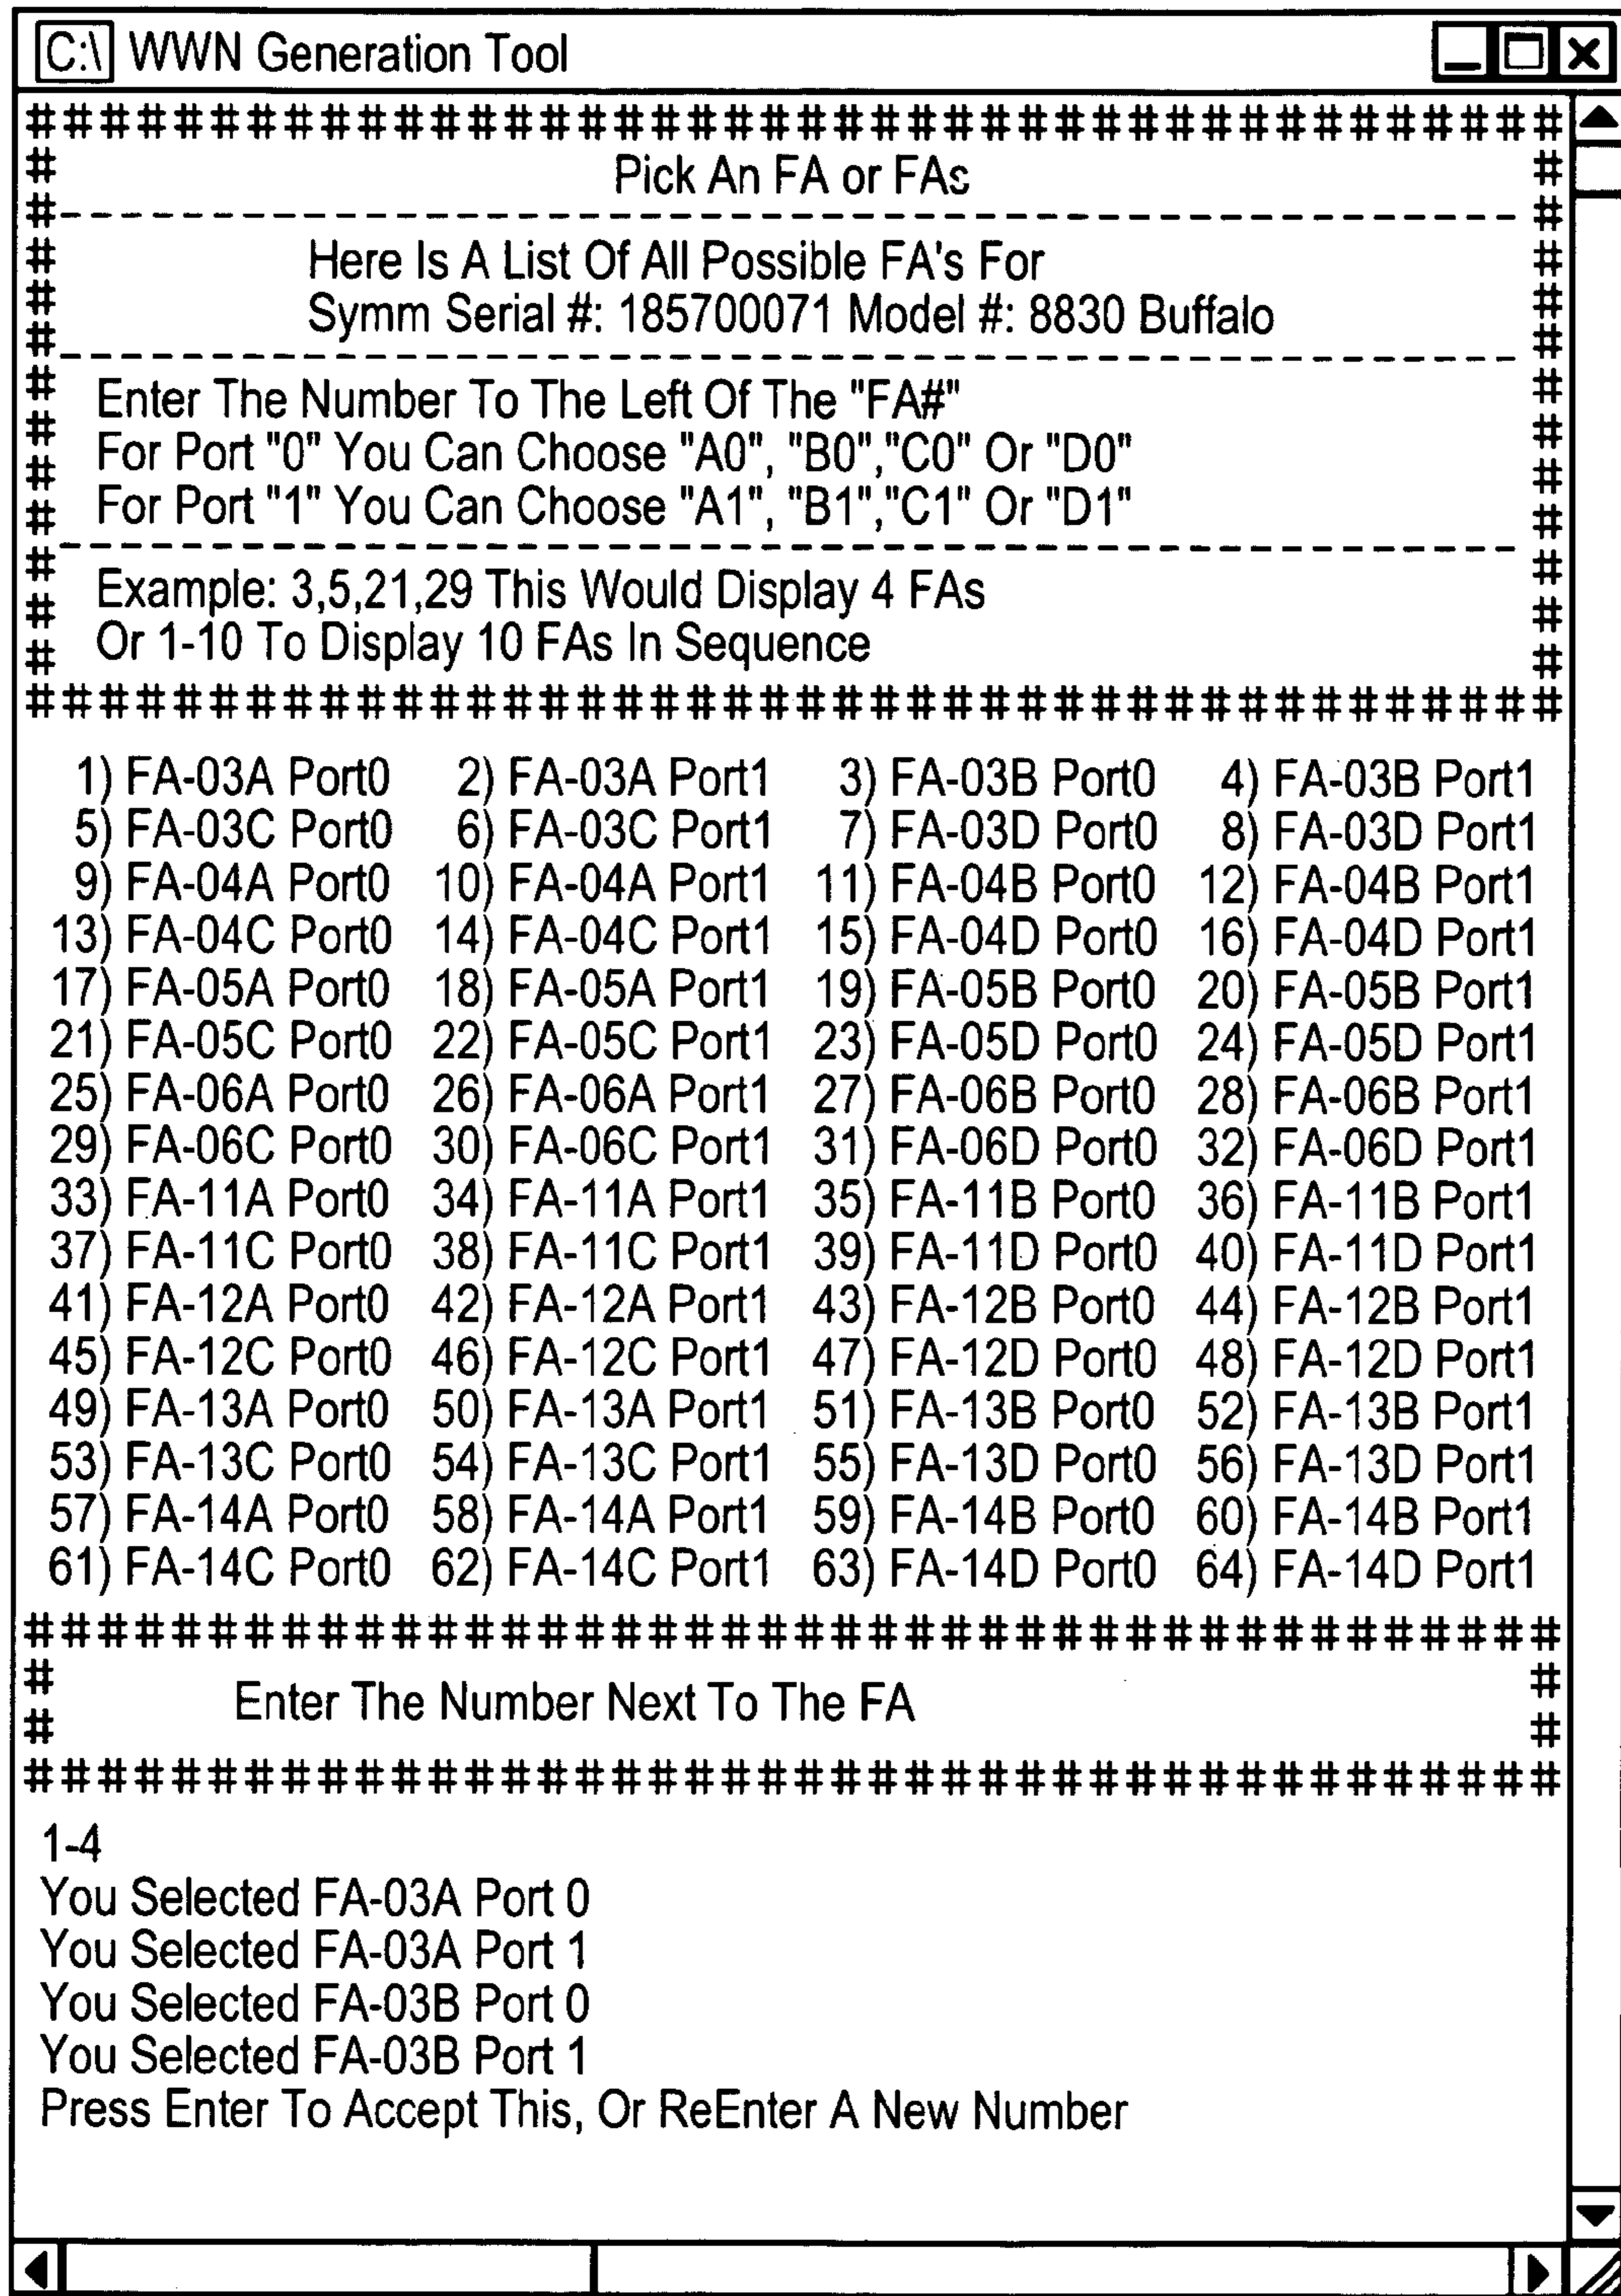 C:\ WWN Generation Tool
##########################################
# Pick An FA or FAs #
#---------------------------------------- #
# Here Is A List Of All Possible FA's For #
# Symm Serial #: 185700071 Model #: 8830 Buffalo #
#---------------------------------------- #
# Enter The Number To The Left Of The "FA#" #
# For Port "0" You Can Choose "A0", "B0","C0" Or "D0" #
# For Port "1" You Can Choose "A1", "B1","C1" Or "D1" #
#---------------------------------------- #
# Example: 3,5,21,29 This Would Display 4 FAs #
# Or 1-10 To Display 10 FAs In Sequence #
##########################################
1) FA-03A Port0 2) FA-03A Port1 3) FA-03B Port0 4) FA-03B Port1
5) FA-03C Port0 6) FA-03C Port1 7) FA-03D Port0 8) FA-03D Port1
9) FA-04A Port0 10) FA-04A Port1 11) FA-04B Port0 12) FA-04B Port1
13) FA-04C Port0 14) FA-04C Port1 15) FA-04D Port0 16) FA-04D Port1
17) FA-05A Port0 18) FA-05A Port1 19) FA-05B Port0 20) FA-05B Port1
21) FA-05C Port0 22) FA-05C Port1 23) FA-05D Port0 24) FA-05D Port1
25) FA-06A Port0 26) FA-06A Port1 27) FA-06B Port0 28) FA-06B Port1
29) FA-06C Port0 30) FA-06C Port1 31) FA-06D Port0 32) FA-06D Port1
33) FA-11A Port0 34) FA-11A Port1 35) FA-11B Port0 36) FA-11B Port1
37) FA-11C Port0 38) FA-11C Port1 39) FA-11D Port0 40) FA-11D Port1
41) FA-12A Port0 42) FA-12A Port1 43) FA-12B Port0 44) FA-12B Port1
45) FA-12C Port0 46) FA-12C Port1 47) FA-12D Port0 48) FA-12D Port1
49) FA-13A Port0 50) FA-13A Port1 51) FA-13B Port0 52) FA-13B Port1
53) FA-13C Port0 54) FA-13C Port1 55) FA-13D Port0 56) FA-13D Port1
57) FA-14A Port0 58) FA-14A Port1 59) FA-14B Port0 60) FA-14B Port1
61) FA-14C Port0 62) FA-14C Port1 63) FA-14D Port0 64) FA-14D Port1
##########################################
# Enter The Number Next To The FA #
##########################################
1-4
You Selected FA-03A Port 0
You Selected FA-03A Port 1
You Selected FA-03B Port 0
You Selected FA-03B Port 1
Press Enter To Accept This, Or ReEnter A New Number